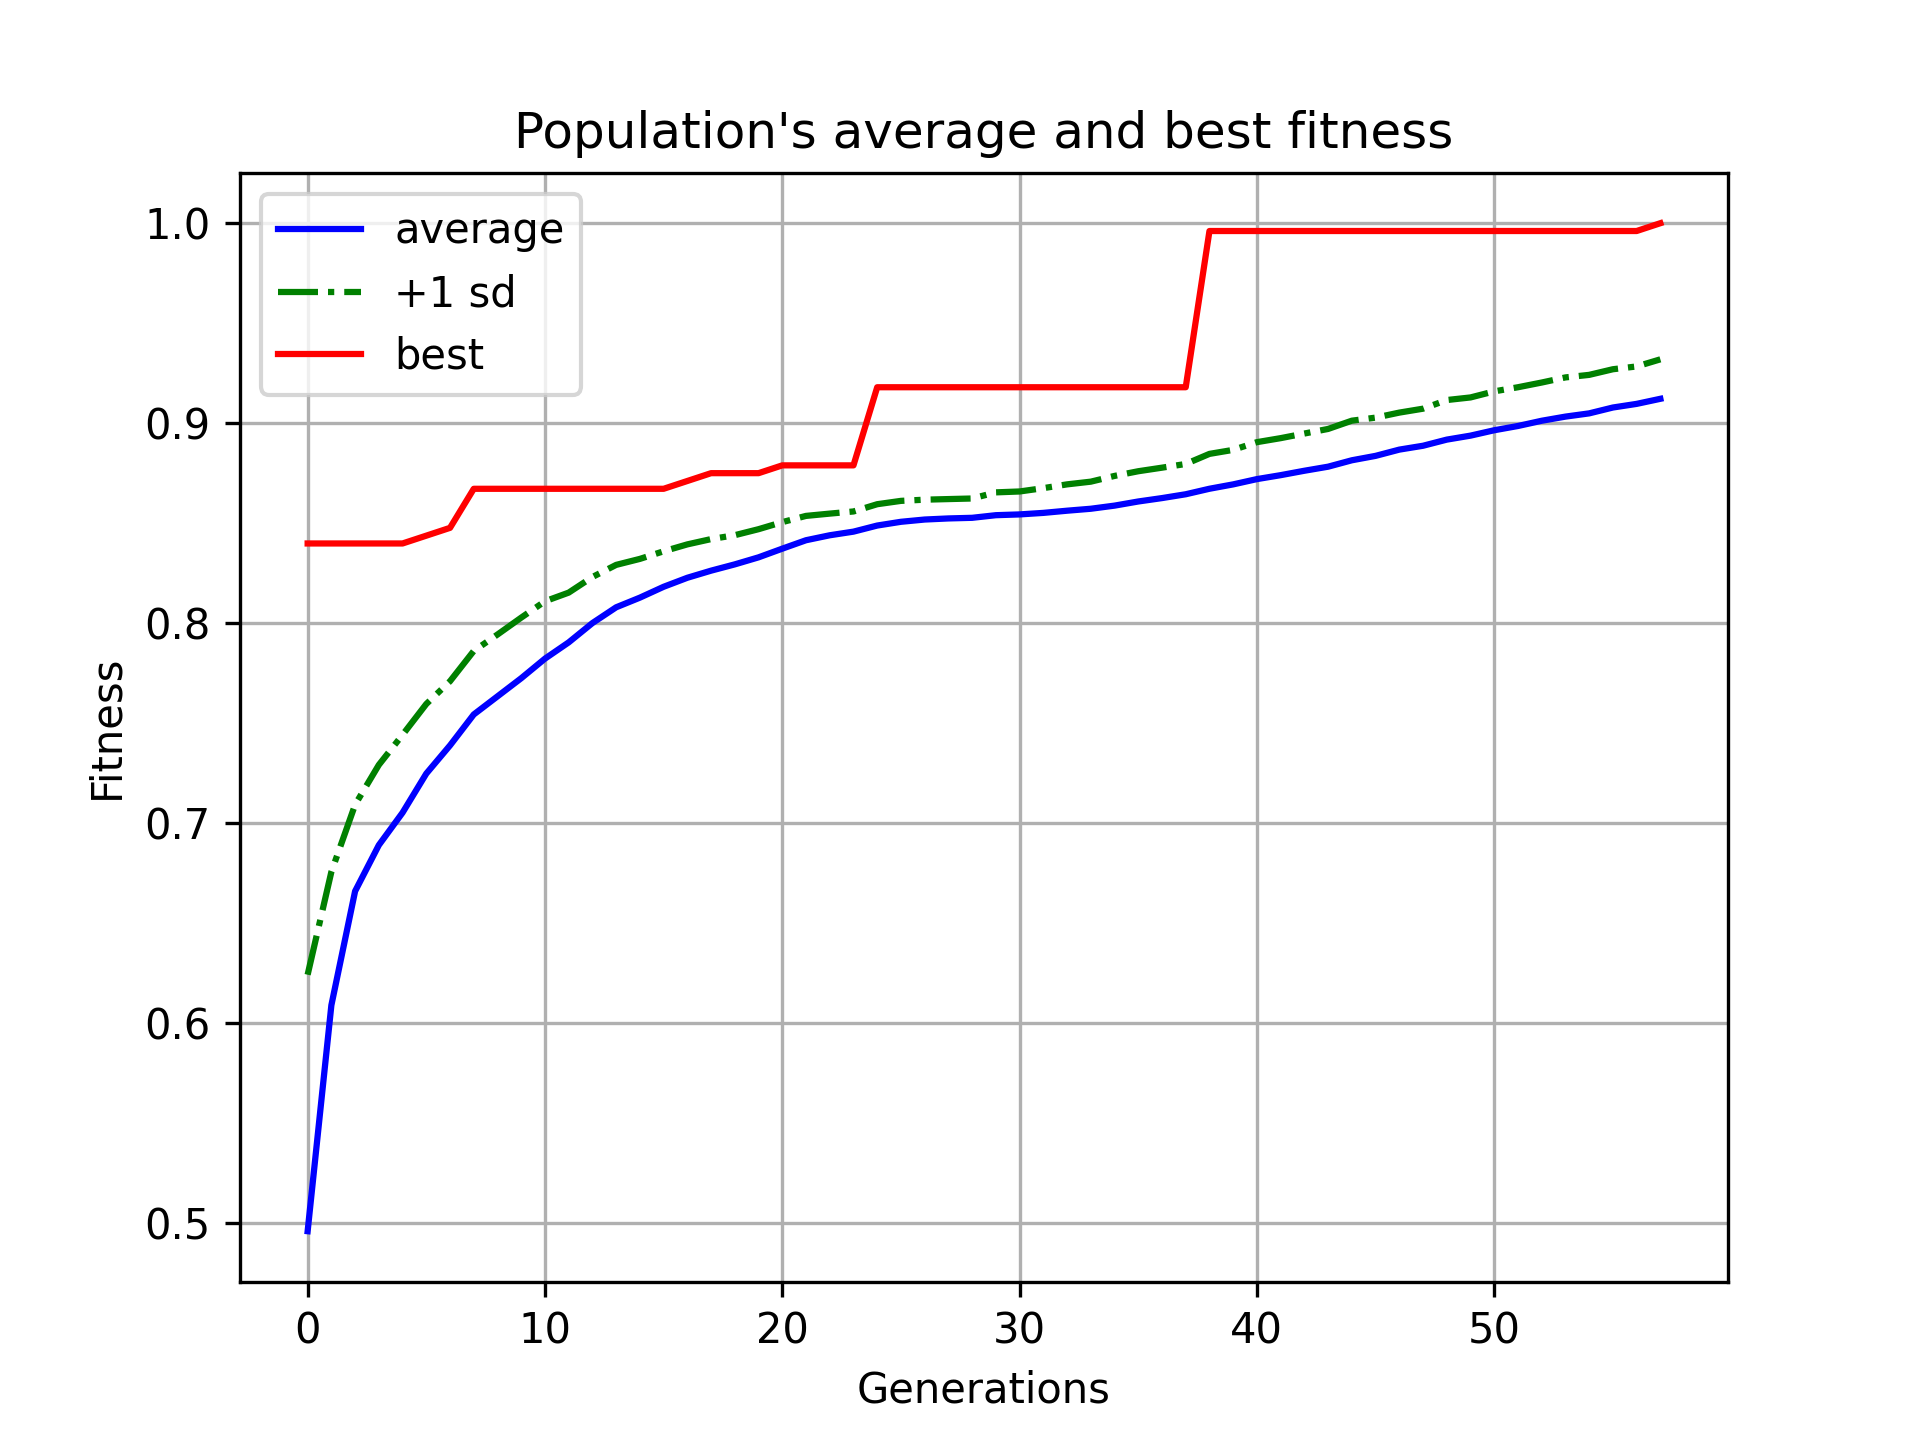 Population's average and best fitness
average
+1 sd
best
1.0
0.9
0.8
0.7
0.6
0.5
Fitness
0 10 20 30 40 50
Generations